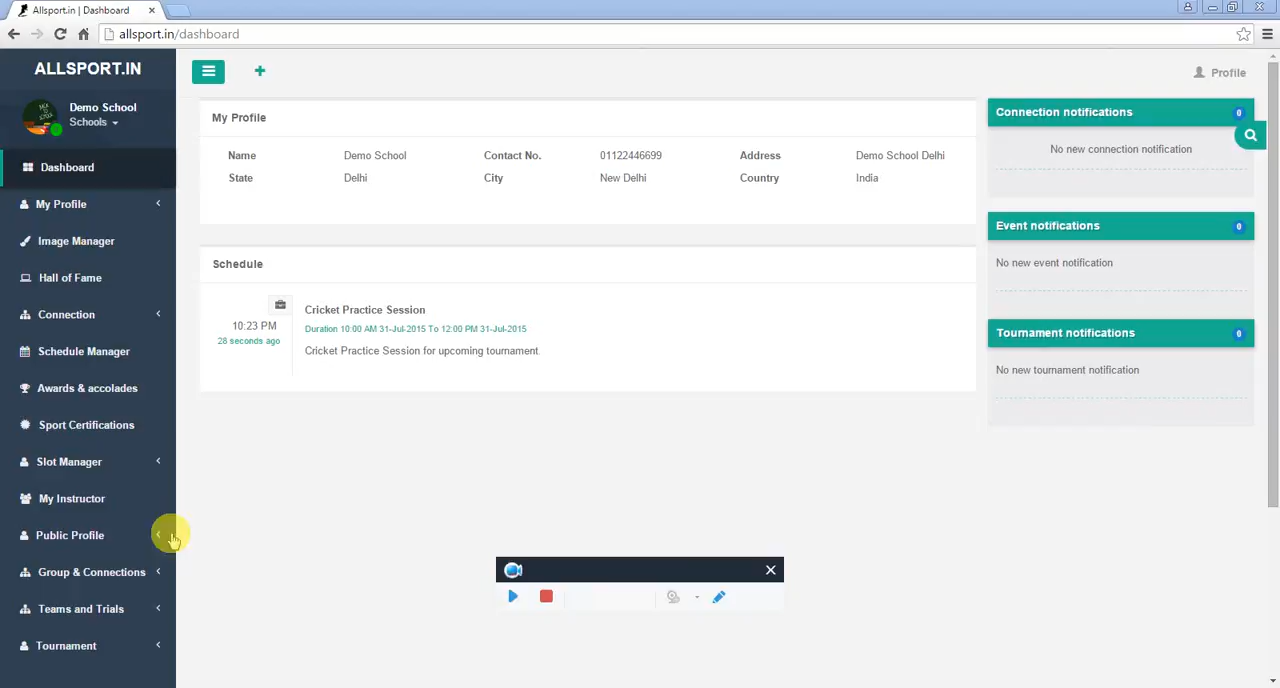 Allsport.in | Dashboard
allsport.in/dashboard
ALLSPORT.IN
Demo School
Schools
Dashboard
My Profile
Image Manager
Hall of Fame
Connection
Schedule Manager
Awards & accolades
Sport Certifications
Slot Manager
My Instructor
Public Profile
Group & Connections
Teams and Trials
Tournament
Profile
My Profile
Name Demo School Contact No. 01122446699 Address Demo School Delhi
State Delhi City New Delhi Country India
Schedule
10:23 PM
28 seconds ago
Cricket Practice Session
Duration 10:00 AM 31-Jul-2015 To 12:00 PM 31-Jul-2015
Cricket Practice Session for upcoming tournament.
Connection notifications 0
No new connection notification
Event notifications 0
No new event notification
Tournament notifications 0
No new tournament notification